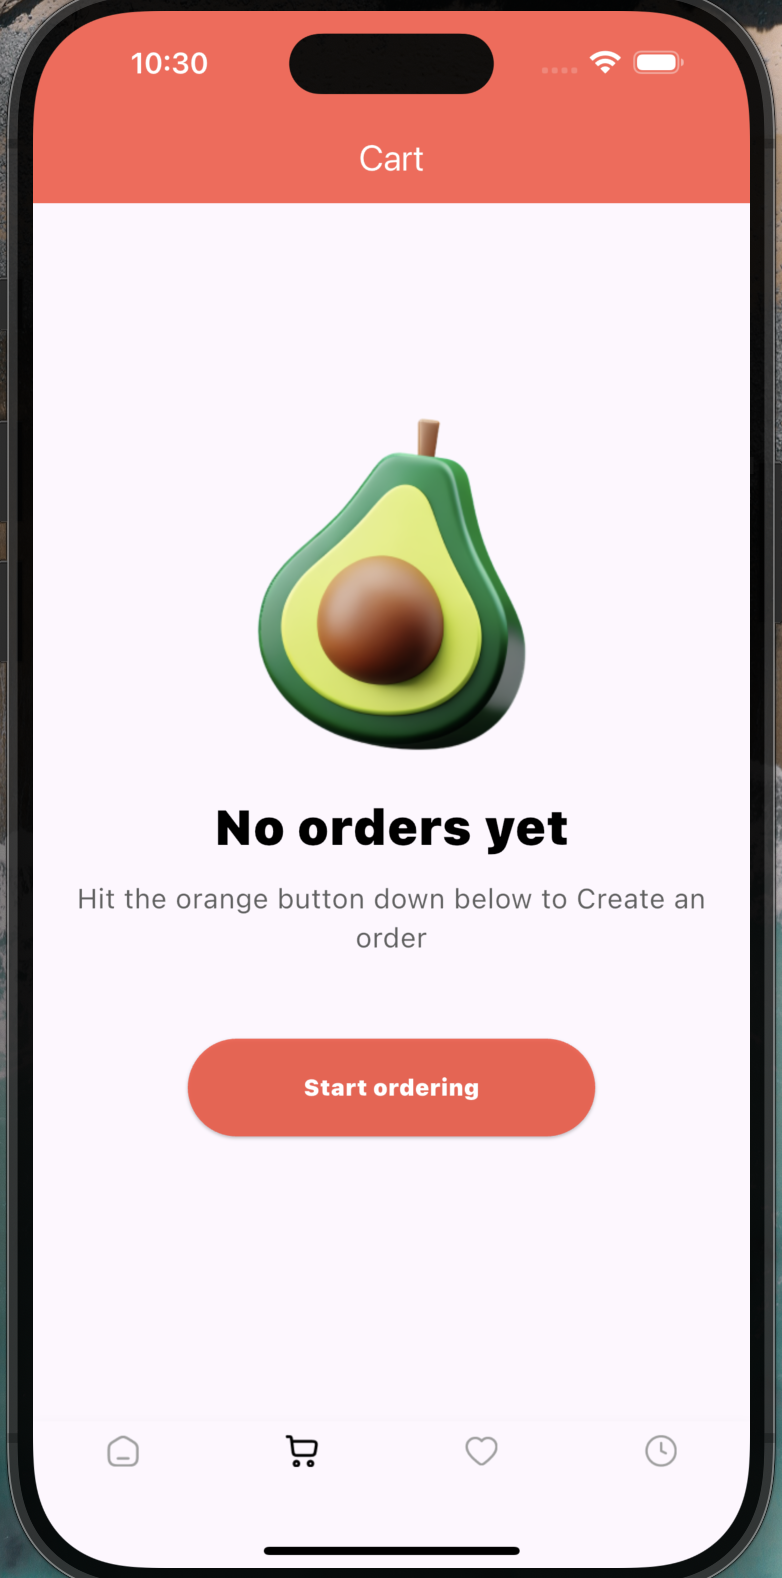 10:30
Cart
No orders yet
Hit the orange button down below to Create an
order
Start ordering